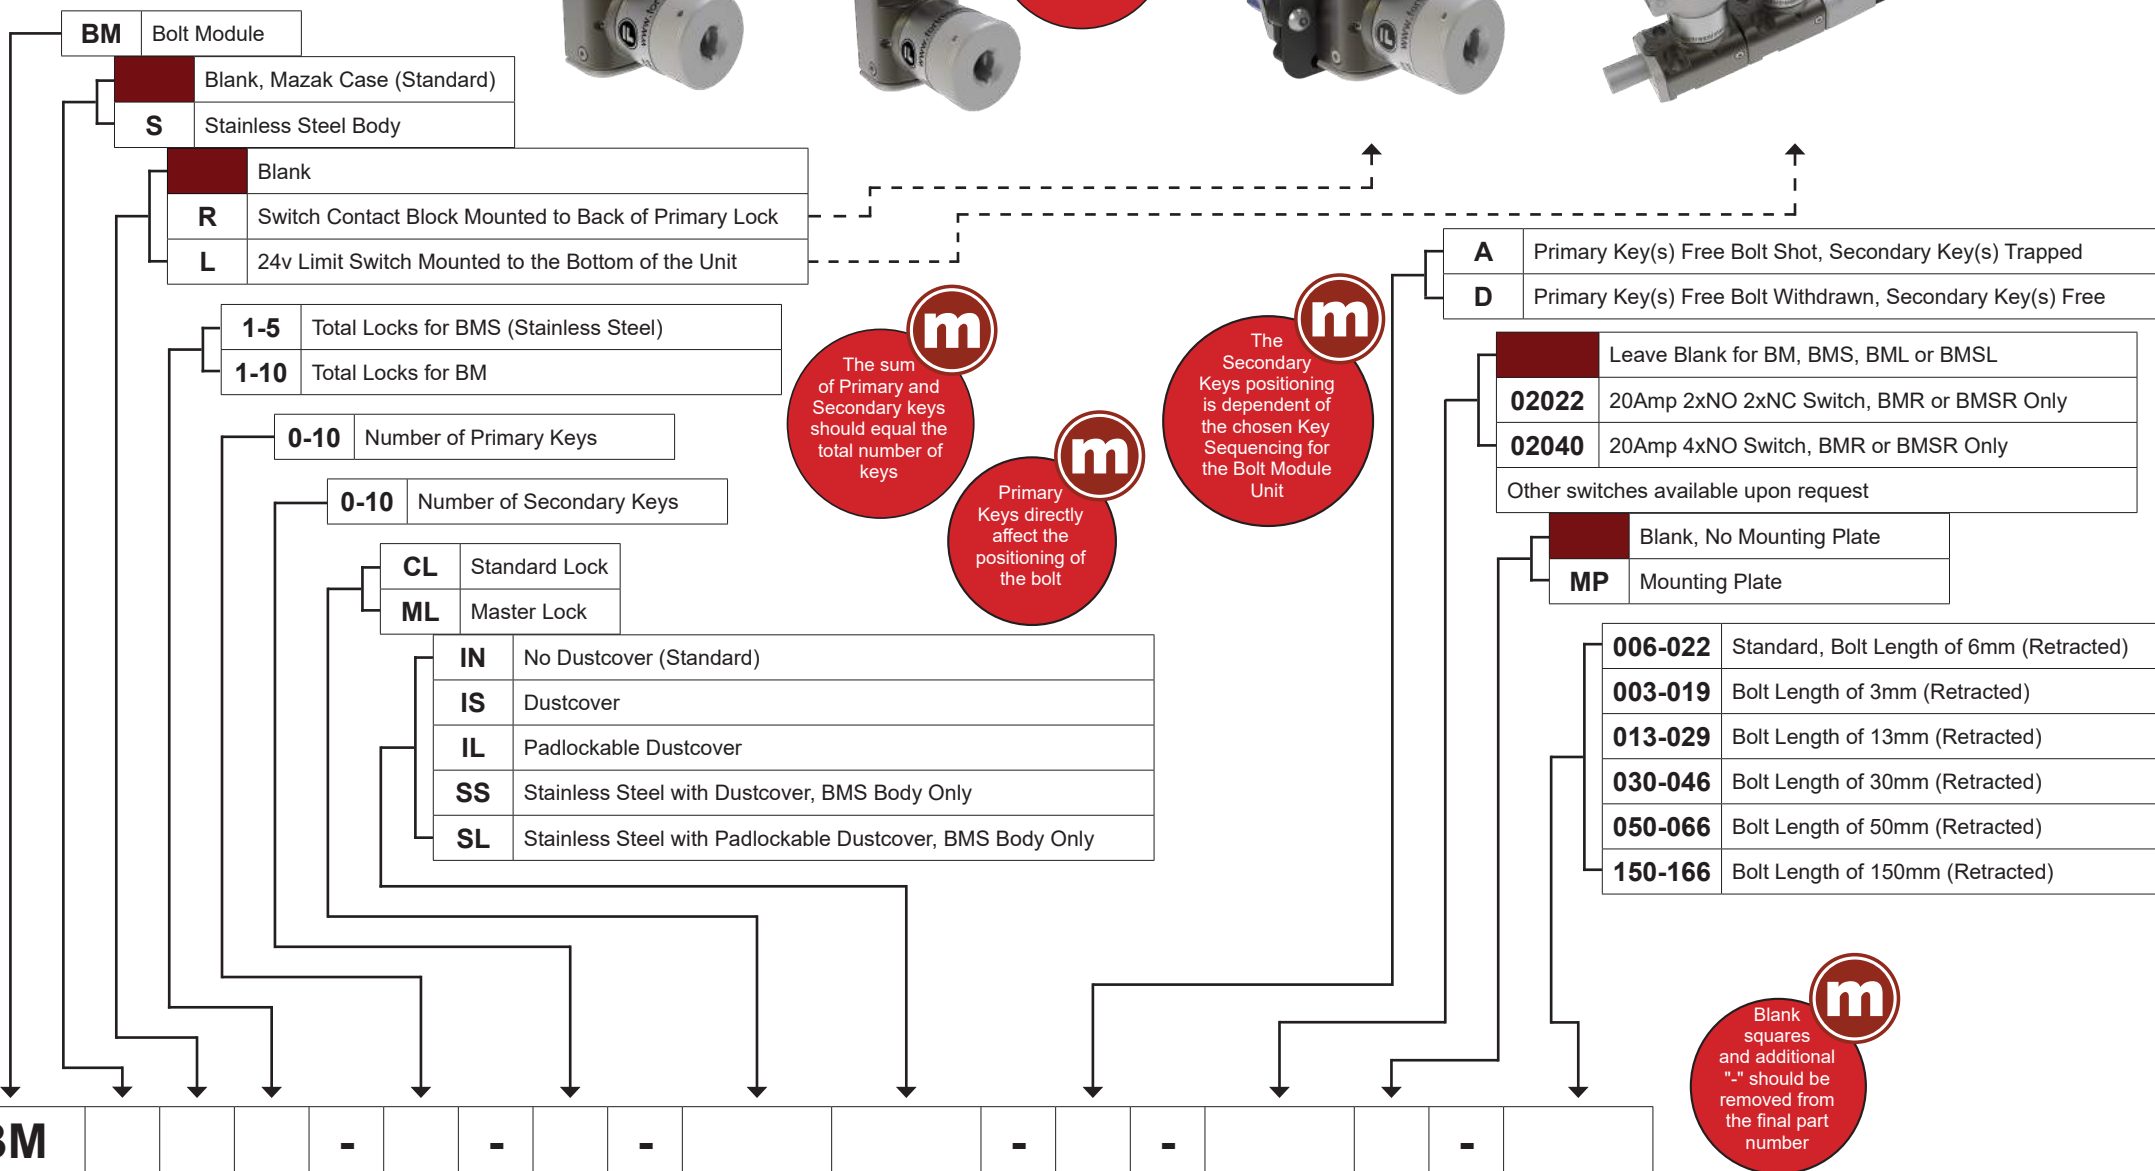 BM Bolt Module
Blank, Mazak Case (Standard)
S Stainless Steel Body
Blank
R Switch Contact Block Mounted to Back of Primary Lock
L 24v Limit Switch Mounted to the Bottom of the Unit
1-5 Total Locks for BMS (Stainless Steel)
1-10 Total Locks for BM
0-10 Number of Primary Keys
0-10 Number of Secondary Keys
CL Standard Lock
ML Master Lock
IN No Dustcover (Standard)
IS Dustcover
IL Padlockable Dustcover
SS Stainless Steel with Dustcover, BMS Body Only
SL Stainless Steel with Padlockable Dustcover, BMS Body Only
m
The sum
of Primary and
Secondary keys
should equal the
total number of
keys
m
Primary
Keys directly
affect the
positioning of
the bolt
m
The
Secondary
Keys positioning
is dependent of
the chosen Key
Sequencing for
the Bolt Module
Unit
A Primary Key(s) Free Bolt Shot, Secondary Key(s) Trapped
D Primary Key(s) Free Bolt Withdrawn, Secondary Key(s) Free
Leave Blank for BM, BMS, BML or BMSL
02022 20Amp 2xNO 2xNC Switch, BMR or BMSR Only
02040 20Amp 4xNO Switch, BMR or BMSR Only
Other switches available upon request
Blank, No Mounting Plate
MP Mounting Plate
006-022 Standard, Bolt Length of 6mm (Retracted)
003-019 Bolt Length of 3mm (Retracted)
013-029 Bolt Length of 13mm (Retracted)
030-046 Bolt Length of 30mm (Retracted)
050-066 Bolt Length of 50mm (Retracted)
150-166 Bolt Length of 150mm (Retracted)
m
Blank
squares
and additional
"-" should be
removed from
the final part
number
BM - - - - - -